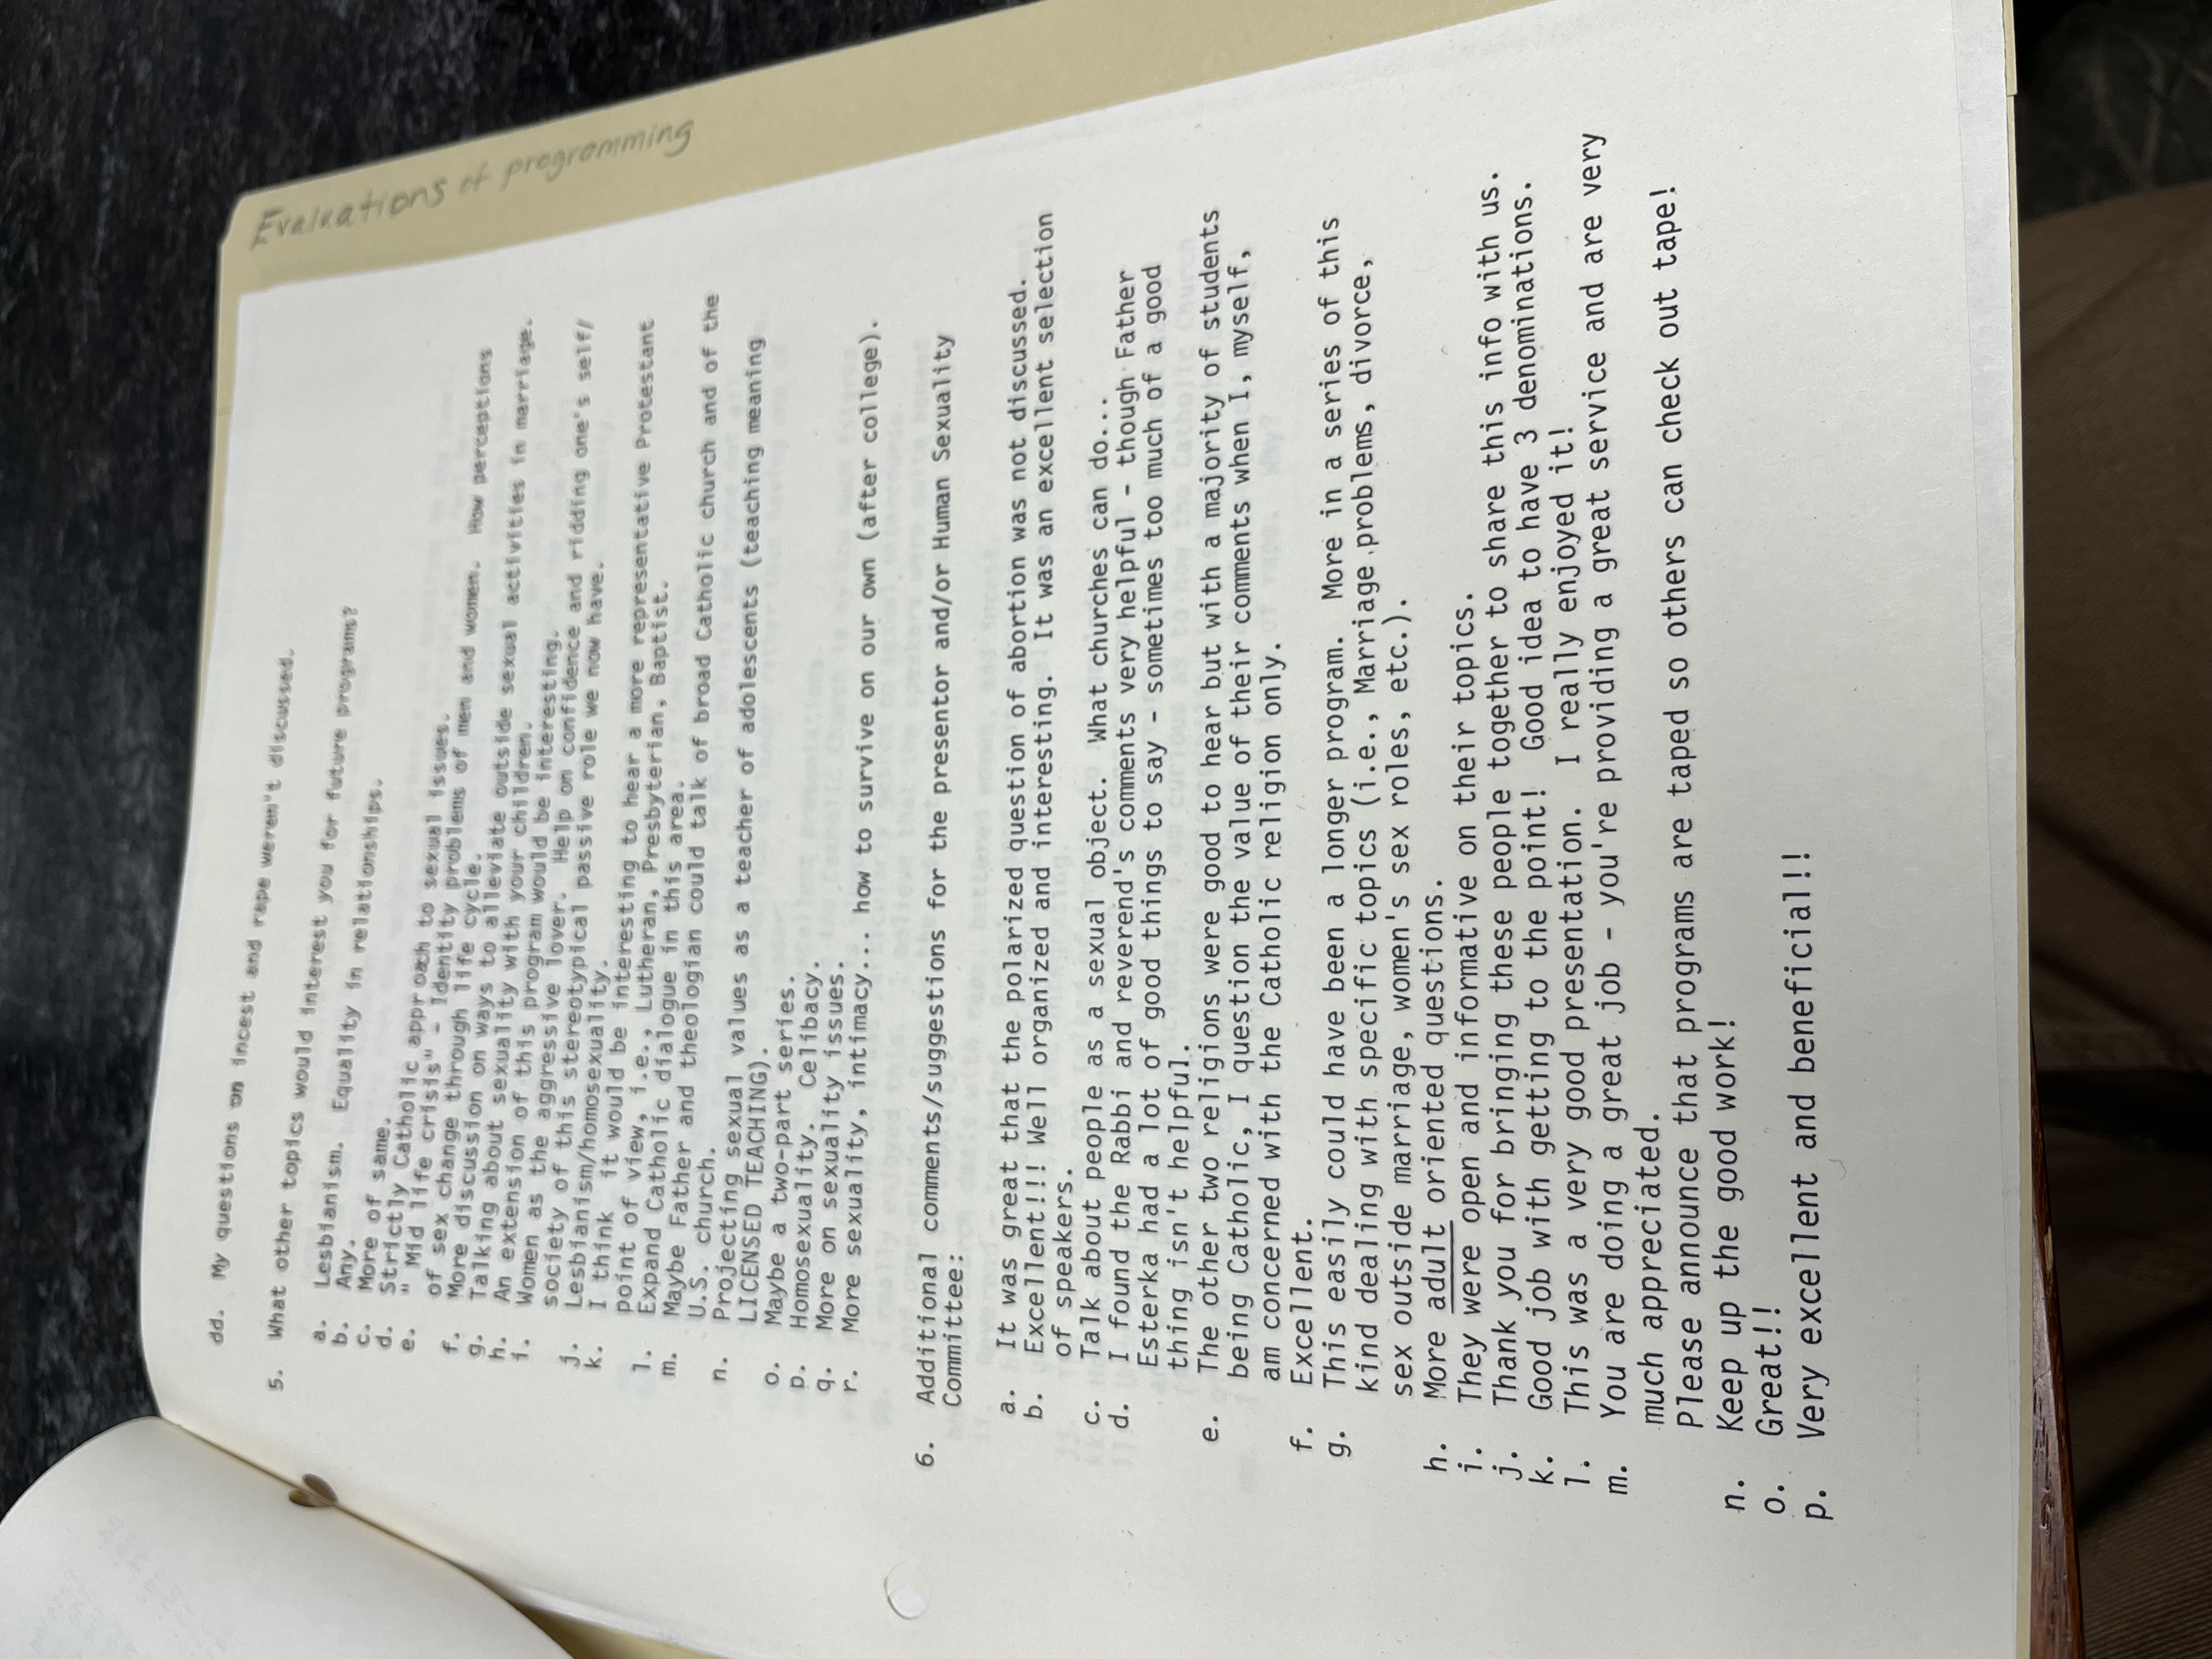 dd. My questions on incest and rape weren't discussed.
5. What other topics would interest you for future programs?
a. Lesbianism. Equality in relationships.
b. Any.
c. More of same.
d. Strictly Catholic approach to sexual issues.
e. " Mid life crisis" - Identity problems of men and women. How perceptions
of sex change through life cycle.
f. More discussion on ways to alleviate outside sexual activities in marriage.
g. Talking about sexuality with your children.
h. An extension of this program would be interesting.
i. Women as the aggressive lover. Help on confidence and ridding one's self/
society of this stereotypical passive role we now have.
j. Lesbianism/homosexuality.
k. I think it would be interesting to hear a more representative Protestant
point of view, i.e., Lutheran, Presbyterian, Baptist.
l. Expand Catholic dialogue in this area.
m. Maybe Father and theologian could talk of broad Catholic church and of the
U.S. church.
n. Projecting sexual values as a teacher of adolescents (teaching meaning
LICENSED TEACHING).
o. Maybe a two-part series.
p. Homosexuality. Celibacy.
q. More on sexuality issues.
r. More sexuality, intimacy... how to survive on our own (after college).
6. Additional comments/suggestions for the presentor and/or Human Sexuality
Committee:
a. It was great that the polarized question of abortion was not discussed.
b. Excellent!!! Well organized and interesting. It was an excellent selection
of speakers.
c. Talk about people as a sexual object. What churches can do...
d. I found the Rabbi and reverend's comments very helpful - though Father
Esterka had a lot of good things to say - sometimes too much of a good
thing isn't helpful.
e. The other two religions were good to hear but with a majority of students
being Catholic, I question the value of their comments when I, myself,
am concerned with the Catholic religion only.
f. Excellent.
g. This easily could have been a longer program. More in a series of this
kind dealing with specific topics (i.e., Marriage problems, divorce,
sex outside marriage, women's sex roles, etc.).
h. More adult oriented questions.
i. They were open and informative on their topics.
j. Thank you for bringing these people together to share this info with us.
k. Good job with getting to the point! Good idea to have 3 denominations.
l. This was a very good presentation. I really enjoyed it!
m. You are doing a great job - you're providing a great service and are very
much appreciated.
Please announce that programs are taped so others can check out tape!
n. Keep up the good work!
o. Great!!
p. Very excellent and beneficial!!
Evaluations of programming